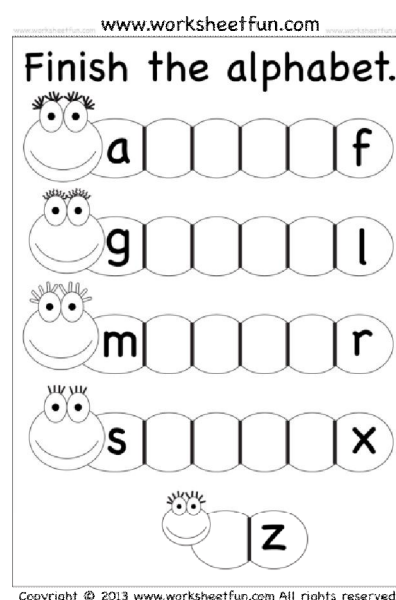 www.worksheetfun.com
Finish the alphabet.
a f
g l
m r
s x
z
Copyright © 2013 www.worksheetfun.com All rights reserved